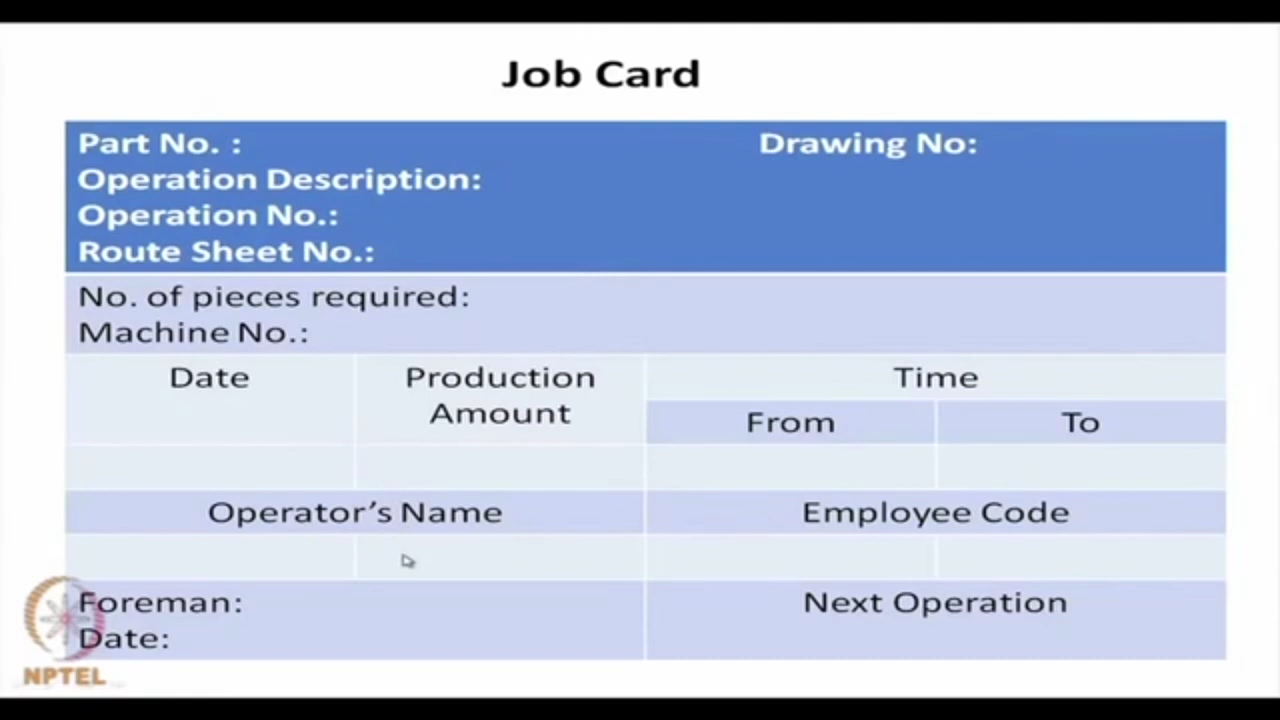 Job Card
Part No. : Drawing No:
Operation Description:
Operation No.:
Route Sheet No.:
No. of pieces required:
Machine No.:
Date Production Amount Time
From To
Operator's Name Employee Code
Foreman: Next Operation
Date:
NPTEL